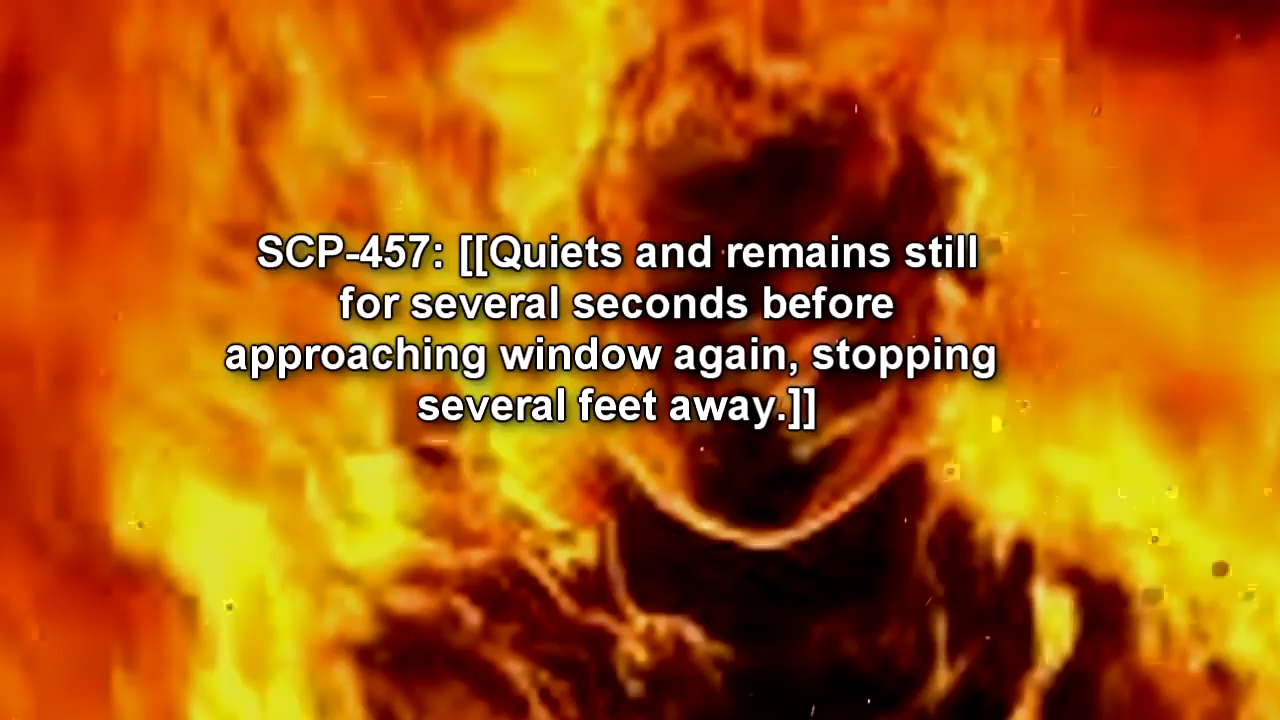 SCP-457: [[Quiets and remains still
for several seconds before
approaching window again, stopping
several feet away.]]